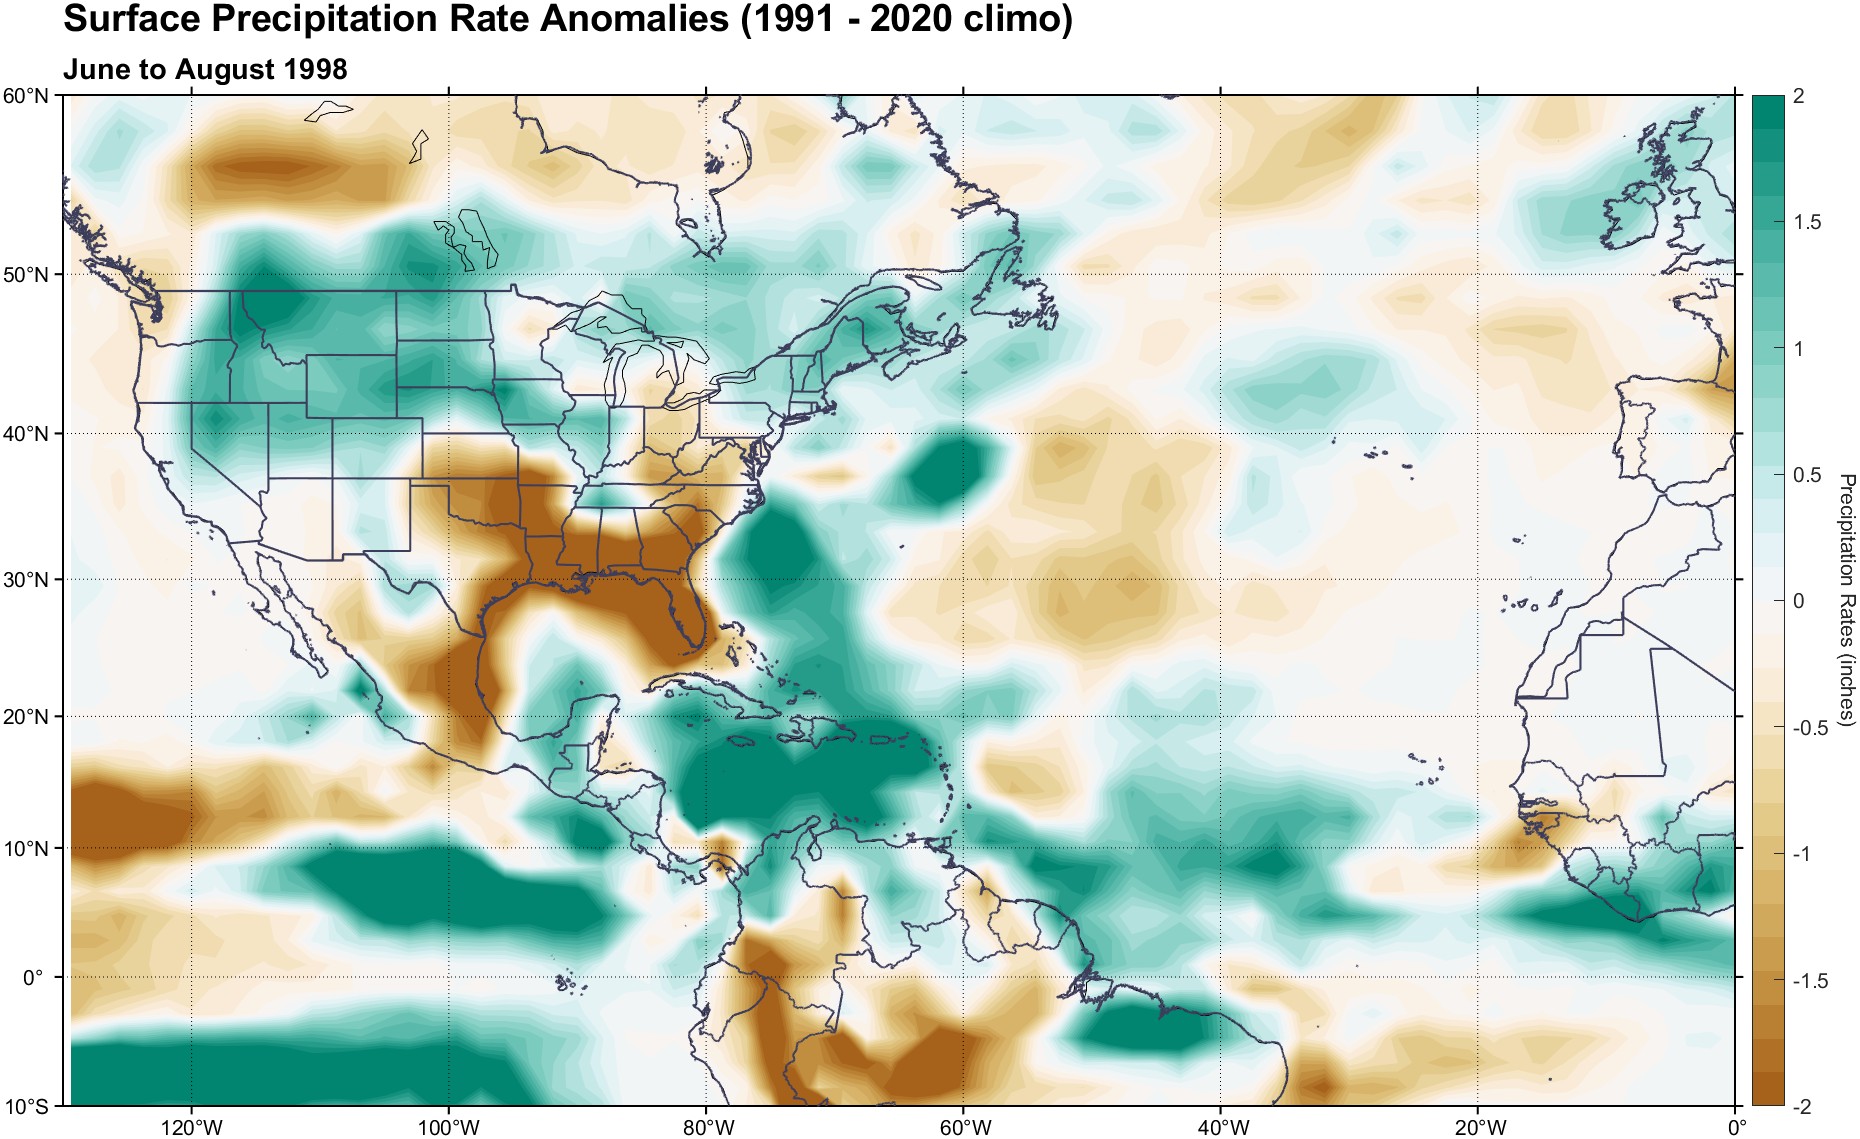 Surface Precipitation Rate Anomalies (1991 - 2020 climo)
June to August 1998
60°N
50°N
40°N
30°N
20°N
10°N
0°
10°S
120°W
100°W
80°W
60°W
40°W
20°W
0°
2
1.5
1
0.5
0
-0.5
-1
-1.5
-2
Precipitation Rates (inches)